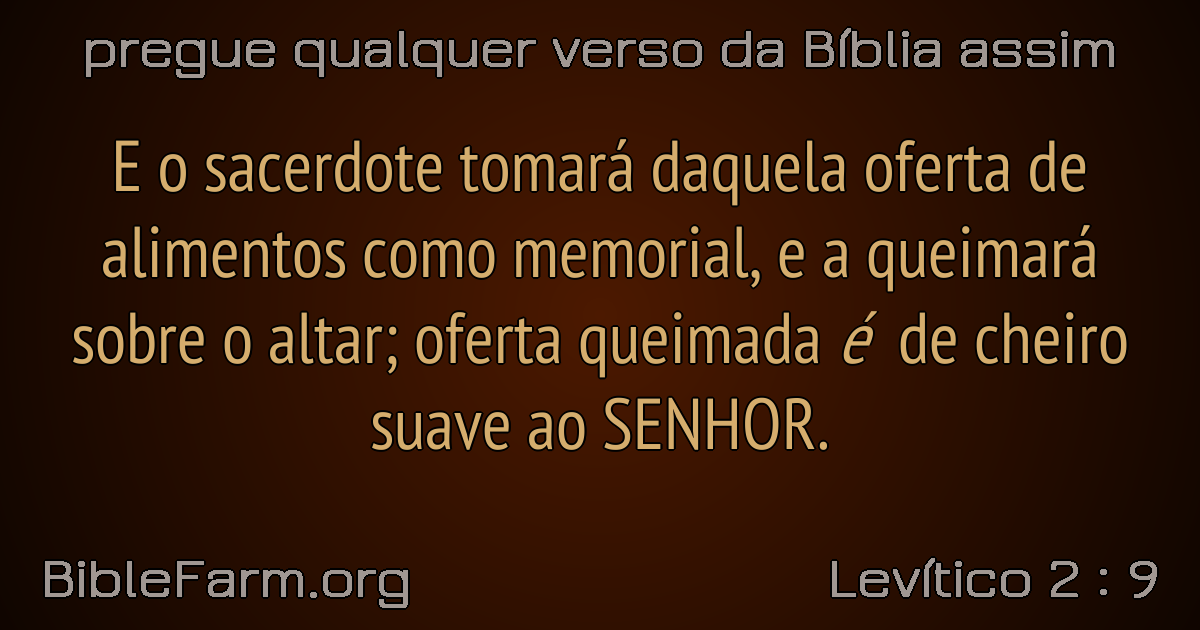 pregue qualquer verso da Bíblia assim
E o sacerdote tomará daquela oferta de
alimentos como memorial, e a queimará
sobre o altar; oferta queimada é de cheiro
suave ao SENHOR.
BibleFarm.org
Levítico 2 : 9